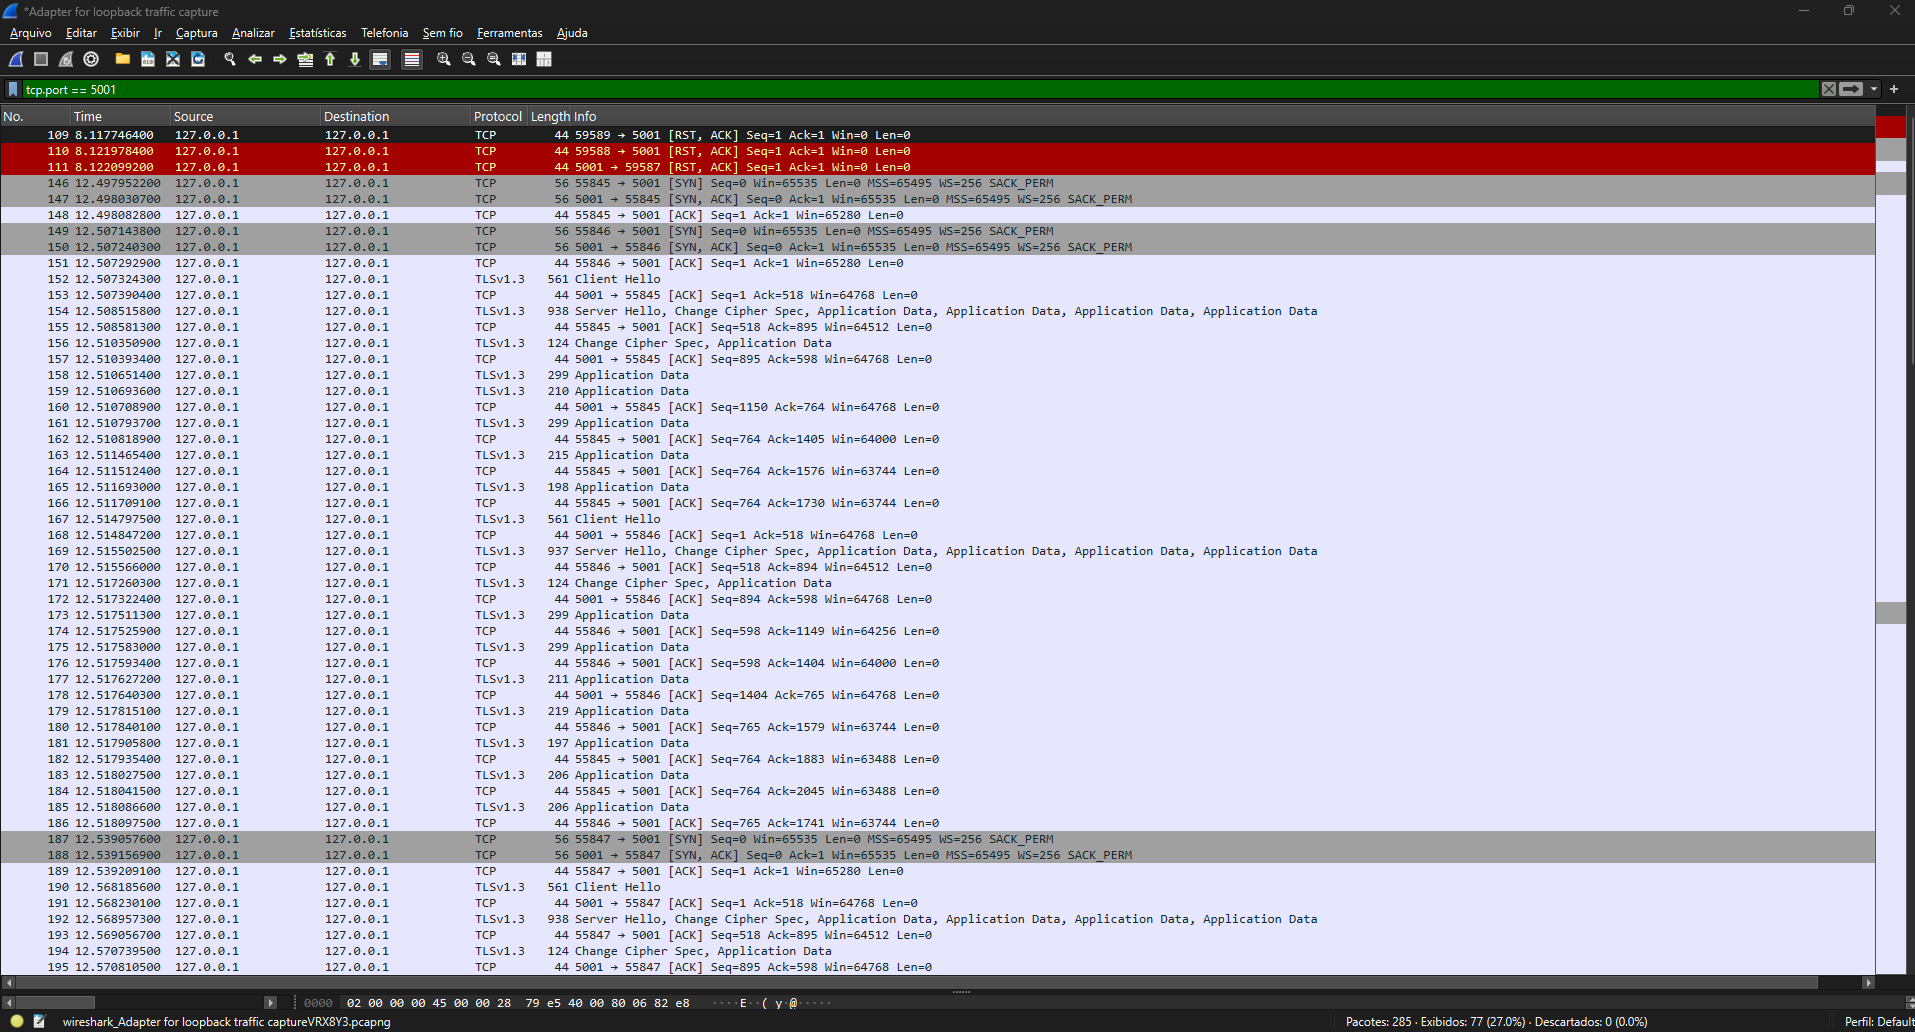 *Adapter for loopback traffic capture
Arquivo Editar Exibir Ir Captura Analizar Estatísticas Telefonia Sem fio Ferramentas Ajuda
tcp.port == 5001
No. Time Source Destination Protocol Length Info
109 8.117746400 127.0.0.1 127.0.0.1 TCP 44 59589 → 5001 [RST, ACK] Seq=1 Ack=1 Win=0 Len=0
110 8.121978400 127.0.0.1 127.0.0.1 TCP 44 59588 → 5001 [RST, ACK] Seq=1 Ack=1 Win=0 Len=0
111 8.122099200 127.0.0.1 127.0.0.1 TCP 44 5001 → 59587 [RST, ACK] Seq=1 Ack=1 Win=0 Len=0
146 12.497952200 127.0.0.1 127.0.0.1 TCP 56 55845 → 5001 [SYN] Seq=0 Win=65535 Len=0 MSS=65495 WS=256 SACK_PERM
147 12.498030700 127.0.0.1 127.0.0.1 TCP 56 5001 → 55845 [SYN, ACK] Seq=0 Ack=1 Win=65535 Len=0 MSS=65495 WS=256 SACK_PERM
148 12.498082800 127.0.0.1 127.0.0.1 TCP 44 55845 → 5001 [ACK] Seq=1 Ack=1 Win=65280 Len=0
149 12.507143800 127.0.0.1 127.0.0.1 TCP 56 55846 → 5001 [SYN] Seq=0 Win=65535 Len=0 MSS=65495 WS=256 SACK_PERM
150 12.507240300 127.0.0.1 127.0.0.1 TCP 56 5001 → 55846 [SYN, ACK] Seq=0 Ack=1 Win=65535 Len=0 MSS=65495 WS=256 SACK_PERM
151 12.507292900 127.0.0.1 127.0.0.1 TCP 44 55846 → 5001 [ACK] Seq=1 Ack=1 Win=65280 Len=0
152 12.507324300 127.0.0.1 127.0.0.1 TLSv1.3 561 Client Hello
153 12.507390400 127.0.0.1 127.0.0.1 TCP 44 5001 → 55845 [ACK] Seq=1 Ack=518 Win=64768 Len=0
154 12.508515800 127.0.0.1 127.0.0.1 TLSv1.3 938 Server Hello, Change Cipher Spec, Application Data, Application Data, Application Data, Application Data
155 12.508581300 127.0.0.1 127.0.0.1 TCP 44 55845 → 5001 [ACK] Seq=518 Ack=895 Win=64512 Len=0
156 12.510350900 127.0.0.1 127.0.0.1 TLSv1.3 124 Change Cipher Spec, Application Data
157 12.510393400 127.0.0.1 127.0.0.1 TCP 44 5001 → 55845 [ACK] Seq=895 Ack=598 Win=64768 Len=0
158 12.510651400 127.0.0.1 127.0.0.1 TLSv1.3 299 Application Data
159 12.510693600 127.0.0.1 127.0.0.1 TLSv1.3 210 Application Data
160 12.510708900 127.0.0.1 127.0.0.1 TCP 44 5001 → 55845 [ACK] Seq=1150 Ack=764 Win=64768 Len=0
161 12.510793700 127.0.0.1 127.0.0.1 TLSv1.3 299 Application Data
162 12.510818900 127.0.0.1 127.0.0.1 TCP 44 55845 → 5001 [ACK] Seq=764 Ack=1405 Win=64000 Len=0
163 12.511465400 127.0.0.1 127.0.0.1 TLSv1.3 215 Application Data
164 12.511512400 127.0.0.1 127.0.0.1 TCP 44 55845 → 5001 [ACK] Seq=764 Ack=1576 Win=63744 Len=0
165 12.511693000 127.0.0.1 127.0.0.1 TLSv1.3 198 Application Data
166 12.511709100 127.0.0.1 127.0.0.1 TCP 44 55845 → 5001 [ACK] Seq=764 Ack=1730 Win=63744 Len=0
167 12.514797500 127.0.0.1 127.0.0.1 TLSv1.3 561 Client Hello
168 12.514847200 127.0.0.1 127.0.0.1 TCP 44 5001 → 55846 [ACK] Seq=1 Ack=518 Win=64768 Len=0
169 12.515502500 127.0.0.1 127.0.0.1 TLSv1.3 937 Server Hello, Change Cipher Spec, Application Data, Application Data, Application Data, Application Data
170 12.515566000 127.0.0.1 127.0.0.1 TCP 44 55846 → 5001 [ACK] Seq=518 Ack=894 Win=64512 Len=0
171 12.517260300 127.0.0.1 127.0.0.1 TLSv1.3 124 Change Cipher Spec, Application Data
172 12.517322400 127.0.0.1 127.0.0.1 TCP 44 5001 → 55846 [ACK] Seq=894 Ack=598 Win=64768 Len=0
173 12.517511300 127.0.0.1 127.0.0.1 TLSv1.3 299 Application Data
174 12.517525900 127.0.0.1 127.0.0.1 TCP 44 55846 → 5001 [ACK] Seq=598 Ack=1149 Win=64256 Len=0
175 12.517583000 127.0.0.1 127.0.0.1 TLSv1.3 299 Application Data
176 12.517593400 127.0.0.1 127.0.0.1 TCP 44 55846 → 5001 [ACK] Seq=598 Ack=1404 Win=64000 Len=0
177 12.517627200 127.0.0.1 127.0.0.1 TLSv1.3 211 Application Data
178 12.517640300 127.0.0.1 127.0.0.1 TCP 44 5001 → 55846 [ACK] Seq=1404 Ack=765 Win=64768 Len=0
179 12.517815100 127.0.0.1 127.0.0.1 TLSv1.3 219 Application Data
180 12.517840100 127.0.0.1 127.0.0.1 TCP 44 55846 → 5001 [ACK] Seq=765 Ack=1579 Win=63744 Len=0
181 12.517905800 127.0.0.1 127.0.0.1 TLSv1.3 197 Application Data
182 12.517935400 127.0.0.1 127.0.0.1 TCP 44 55845 → 5001 [ACK] Seq=764 Ack=1883 Win=63488 Len=0
183 12.518027500 127.0.0.1 127.0.0.1 TLSv1.3 206 Application Data
184 12.518041500 127.0.0.1 127.0.0.1 TCP 44 55845 → 5001 [ACK] Seq=764 Ack=2045 Win=63488 Len=0
185 12.518086600 127.0.0.1 127.0.0.1 TLSv1.3 206 Application Data
186 12.518097500 127.0.0.1 127.0.0.1 TCP 44 55846 → 5001 [ACK] Seq=765 Ack=1741 Win=63744 Len=0
187 12.539057600 127.0.0.1 127.0.0.1 TCP 56 55847 → 5001 [SYN] Seq=0 Win=65535 Len=0 MSS=65495 WS=256 SACK_PERM
188 12.539156900 127.0.0.1 127.0.0.1 TCP 56 5001 → 55847 [SYN, ACK] Seq=0 Ack=1 Win=65535 Len=0 MSS=65495 WS=256 SACK_PERM
189 12.539209100 127.0.0.1 127.0.0.1 TCP 44 55847 → 5001 [ACK] Seq=1 Ack=1 Win=65280 Len=0
190 12.568185600 127.0.0.1 127.0.0.1 TLSv1.3 561 Client Hello
191 12.568230100 127.0.0.1 127.0.0.1 TCP 44 5001 → 55847 [ACK] Seq=1 Ack=518 Win=64768 Len=0
192 12.568957300 127.0.0.1 127.0.0.1 TLSv1.3 938 Server Hello, Change Cipher Spec, Application Data, Application Data, Application Data, Application Data
193 12.569056700 127.0.0.1 127.0.0.1 TCP 44 55847 → 5001 [ACK] Seq=518 Ack=895 Win=64512 Len=0
194 12.570739500 127.0.0.1 127.0.0.1 TLSv1.3 124 Change Cipher Spec, Application Data
195 12.570810500 127.0.0.1 127.0.0.1 TCP 44 5001 → 55847 [ACK] Seq=895 Ack=598 Win=64768 Len=0
0000 02 00 00 00 45 00 00 28 79 e5 40 00 80 06 82 e8 ····E··( y·@·····
wireshark_Adapter for loopback traffic captureVRX8Y3.pcapng Pacotes: 285 · Exibidos: 77 (27.0%) · Descartados: 0 (0.0%) Perfil: Default